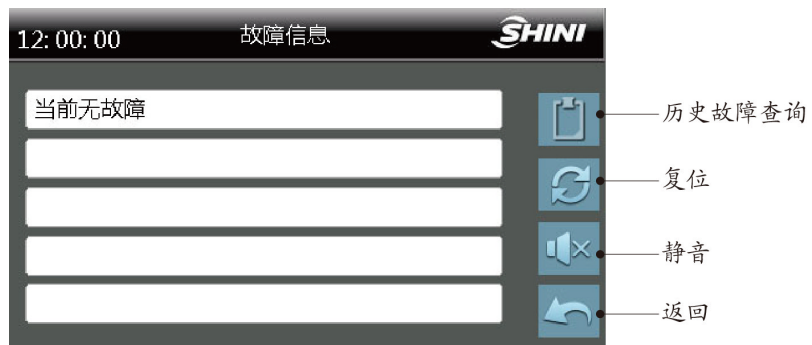 12:00:00 故障信息 SHINI
当前无故障
历史故障查询
复位
静音
返回